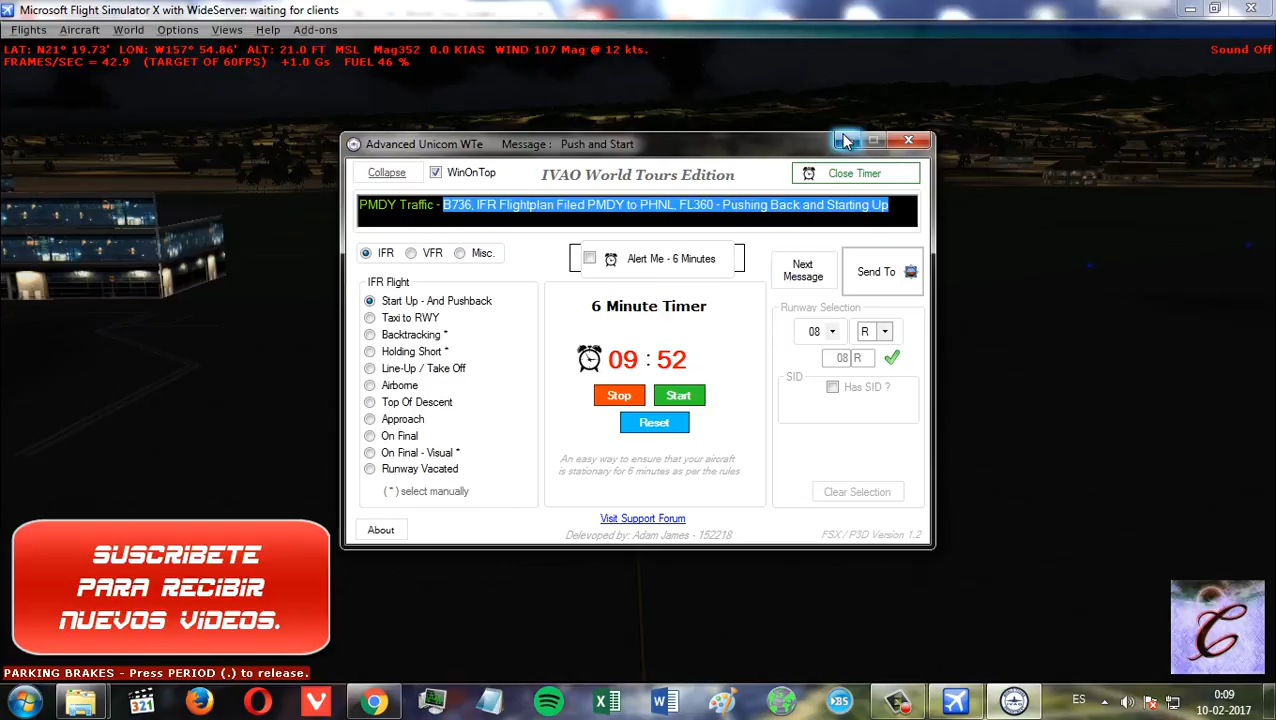 Microsoft Flight Simulator X with WideServer: waiting for clients
Flights Aircraft World Options Views Help Add-ons
LAT: N21° 19.73' LON: W157° 54.86' ALT: 21.0 FT MSL Mag352 0.0 KIAS WIND 107 Mag @ 12 kts. Sound Off
FRAMES/SEC = 42.9 (TARGET OF 60FPS) +1.0 Gs FUEL 46 %
Advanced Unicom WTe Message : Push and Start
Collapse WinOnTop IVAO World Tours Edition Close Timer
PMDY Traffic - B736, IFR Flightplan Filed PMDY to PHNL, FL360 - Pushing Back and Starting Up
IFR VFR Misc. Alert Me - 6 Minutes Next Message Send To
IFR Flight
Start Up - And Pushback
Taxi to RWY
Backtracking *
Holding Short *
Line-Up / Take Off
Airborne
Top Of Descent
Approach
On Final
On Final - Visual *
Runway Vacated
( * ) select manually
6 Minute Timer
09 : 52
Stop Start
Reset
An easy way to ensure that your aircraft
is stationary for 6 minutes as per the rules
Runway Selection
08 R
08 R
SID
Has SID ?
Clear Selection
About Visit Support Forum
Delevoped by: Adam James - 152218 FSX / P3D Version 1.2
SUSCRIBETE
PARA RECIBIR
NUEVOS VIDEOS.
C
PARKING BRAKES - Press PERIOD (.) to release.
321
X
W
XBS
IVAO
ES
0:09
10-02-2017